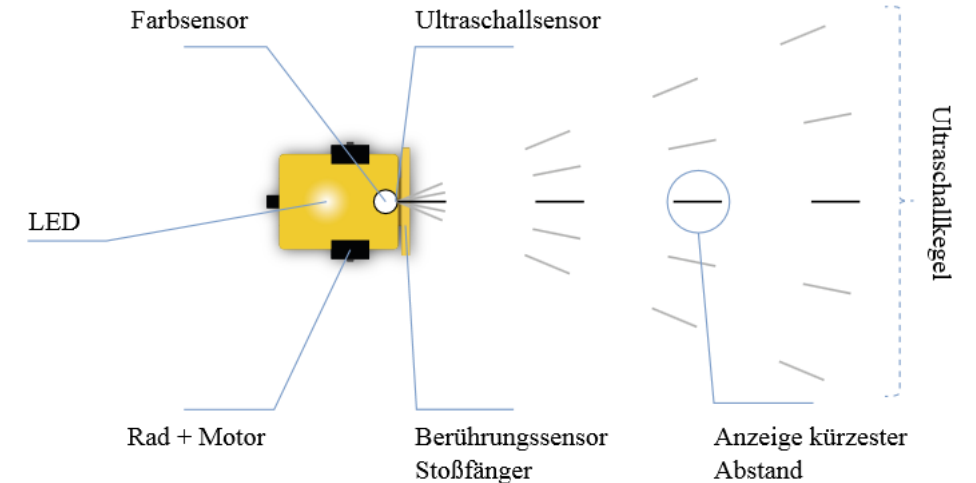 Farbsensor
Ultraschallsensor
Ultraschallkegel
LED
Rad + Motor
Berührungssensor
Stoßfänger
Anzeige kürzester
Abstand